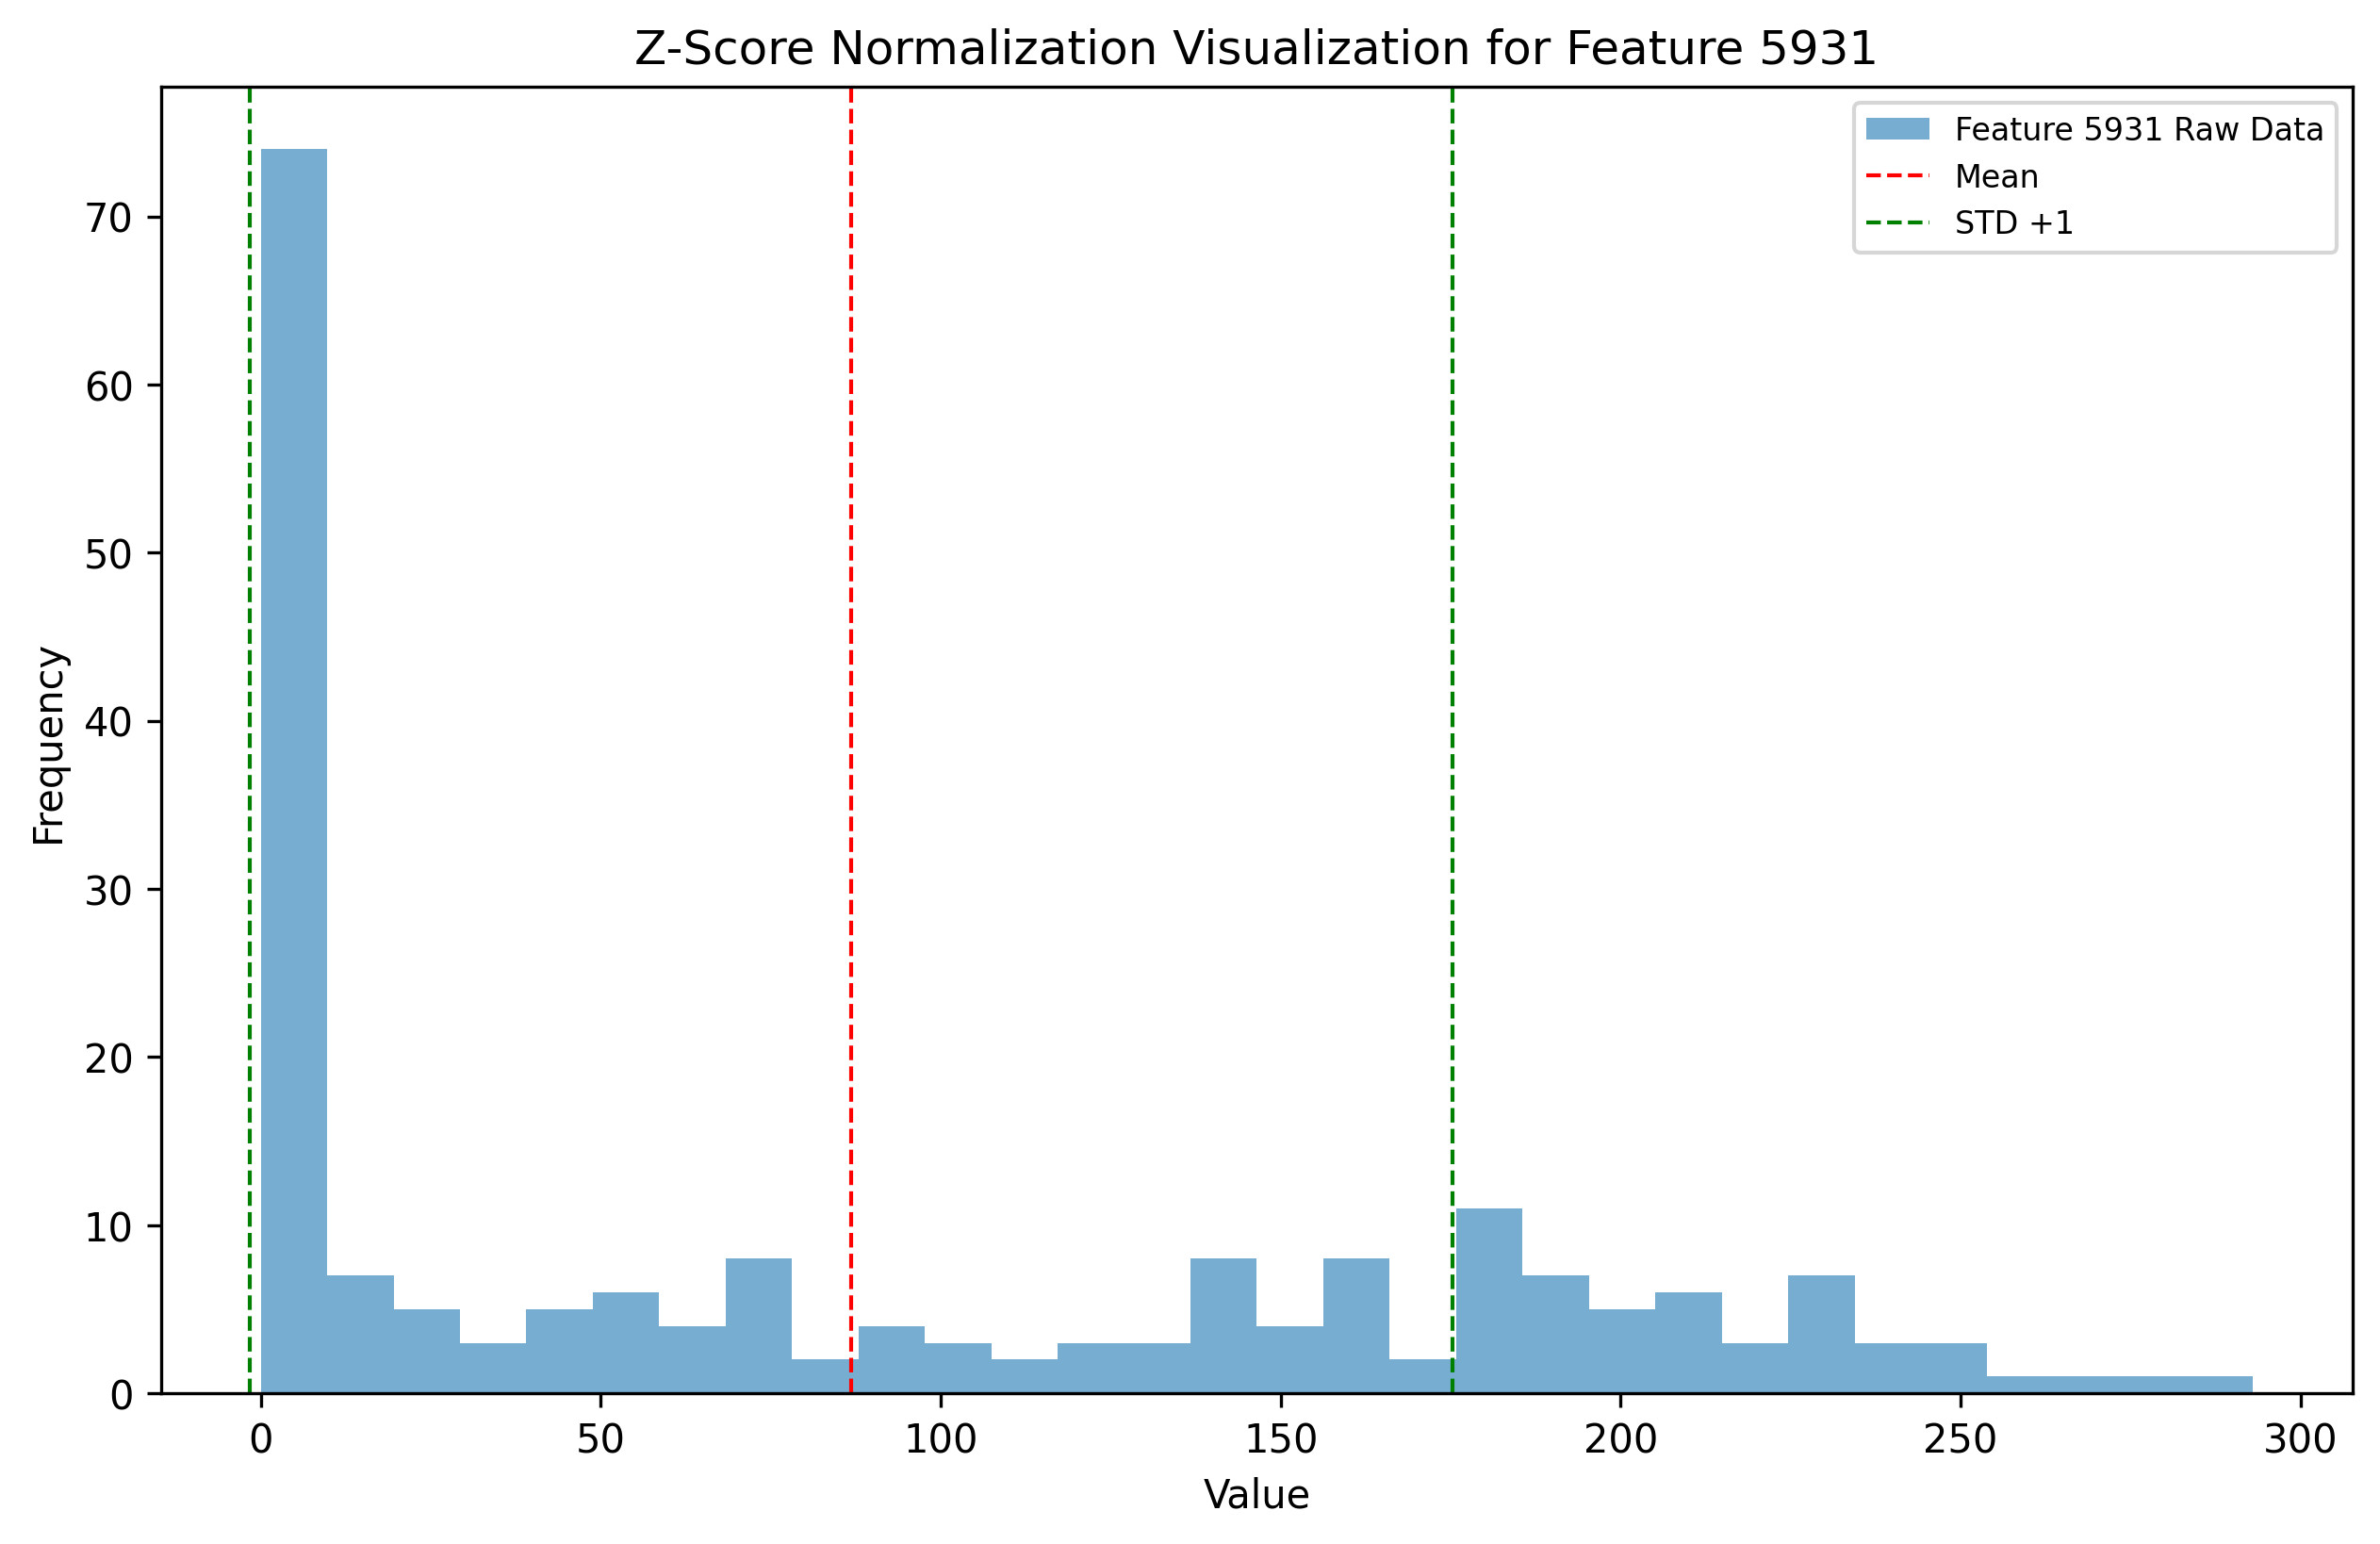 Z-Score Normalization Visualization for Feature 5931
Feature 5931 Raw Data
Mean
STD +1
70
60
50
40
30
20
10
0
Frequency
0 50 100 150 200 250 300
Value